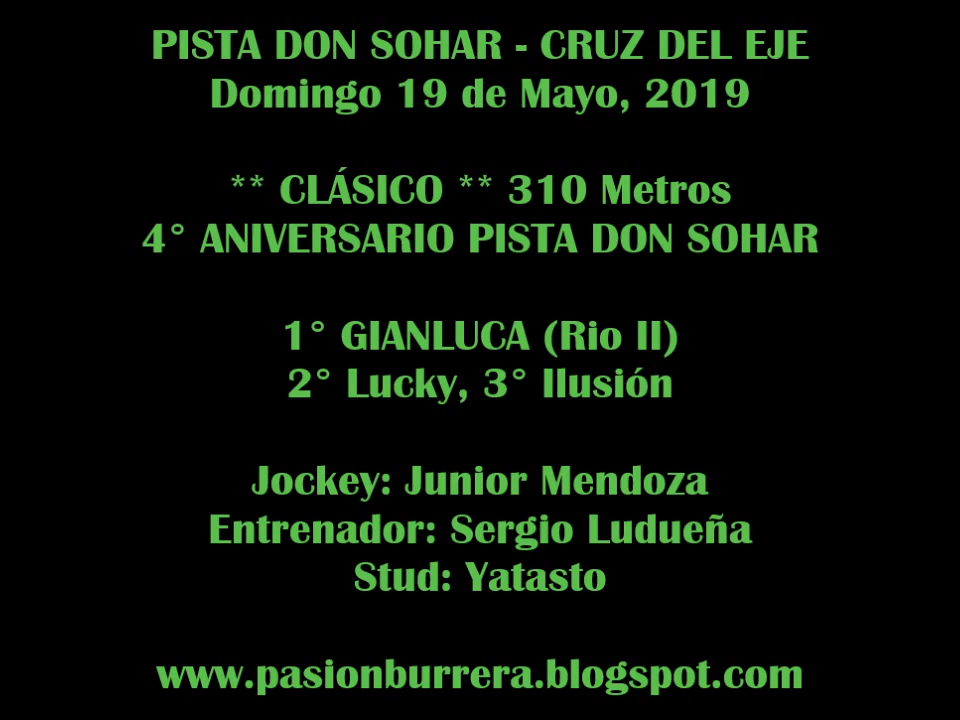 PISTA DON SOHAR - CRUZ DEL EJE
Domingo 19 de Mayo, 2019
** CLÁSICO ** 310 Metros
4° ANIVERSARIO PISTA DON SOHAR
1° GIANLUCA (Rio II)
2° Lucky, 3° Ilusión
Jockey: Junior Mendoza
Entrenador: Sergio Ludueña
Stud: Yatasto
www.pasionburrera.blogspot.com